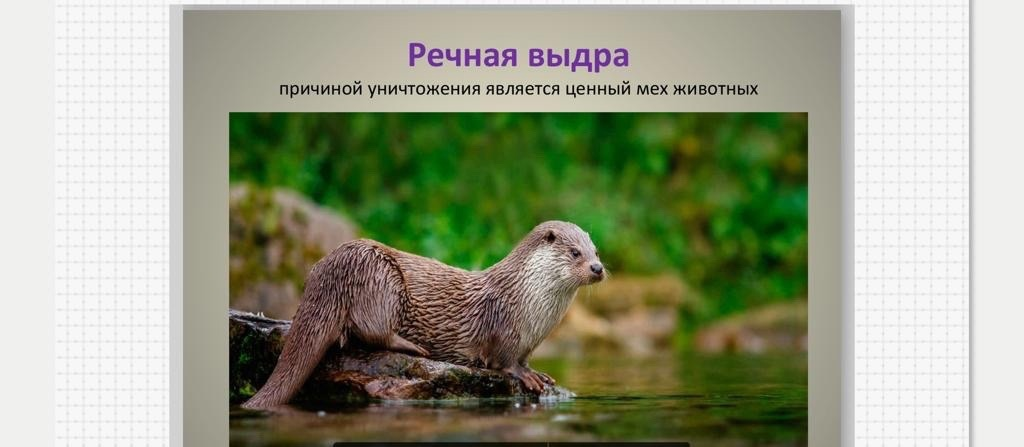 Речная выдра
причиной уничтожения является ценный мех животных